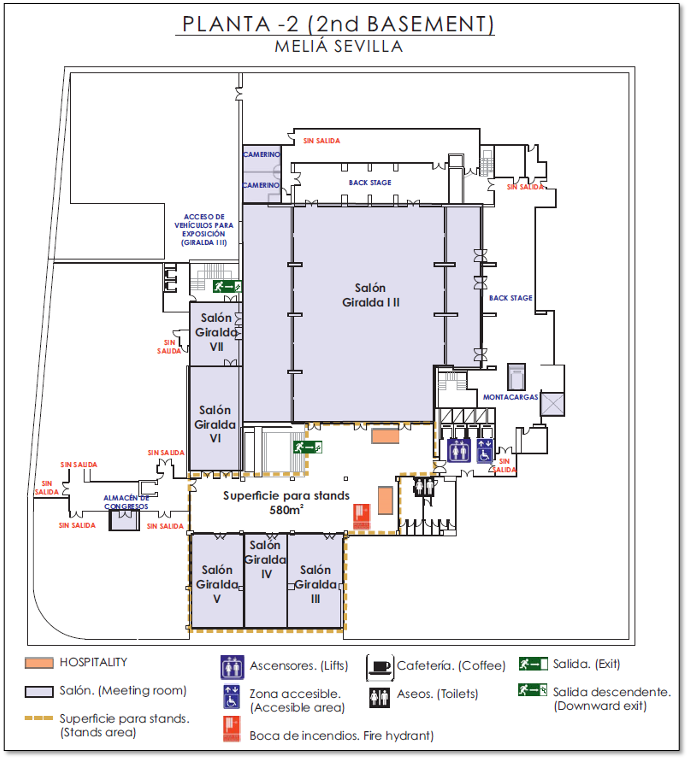 PLANTA -2 (2nd BASEMENT)
MELIÁ SEVILLA
SIN SALIDA
CAMERINO
CAMERINO
BACK STAGE
SIN SALIDA
ACCESO DE
VEHÍCULOS PARA
EXPOSICIÓN
(GIRALDA III)
Salón
Giralda I II
BACK STAGE
Salón
Giralda
VII
SIN
SALIDA
Salón
Giralda
VI
MONTACARGAS
SIN SALIDA
SIN SALIDA
SIN
SALIDA
SIN
SALIDA
ALMACÉN DE
CONGRESOS
SIN SALIDA
SIN SALIDA
Superficie para stands
580m²
Salón
Giralda
V
Salón
Giralda
IV
Salón
Giralda
III
HOSPITALITY
Salón. (Meeting room)
Superficie para stands.
(Stands area)
Ascensores. (Lifts)
Zona accesible.
(Accesible area)
Boca de incendios. Fire hydrant)
Cafetería. (Coffee)
Aseos. (Toilets)
Salida. (Exit)
Salida descendente.
(Downward exit)